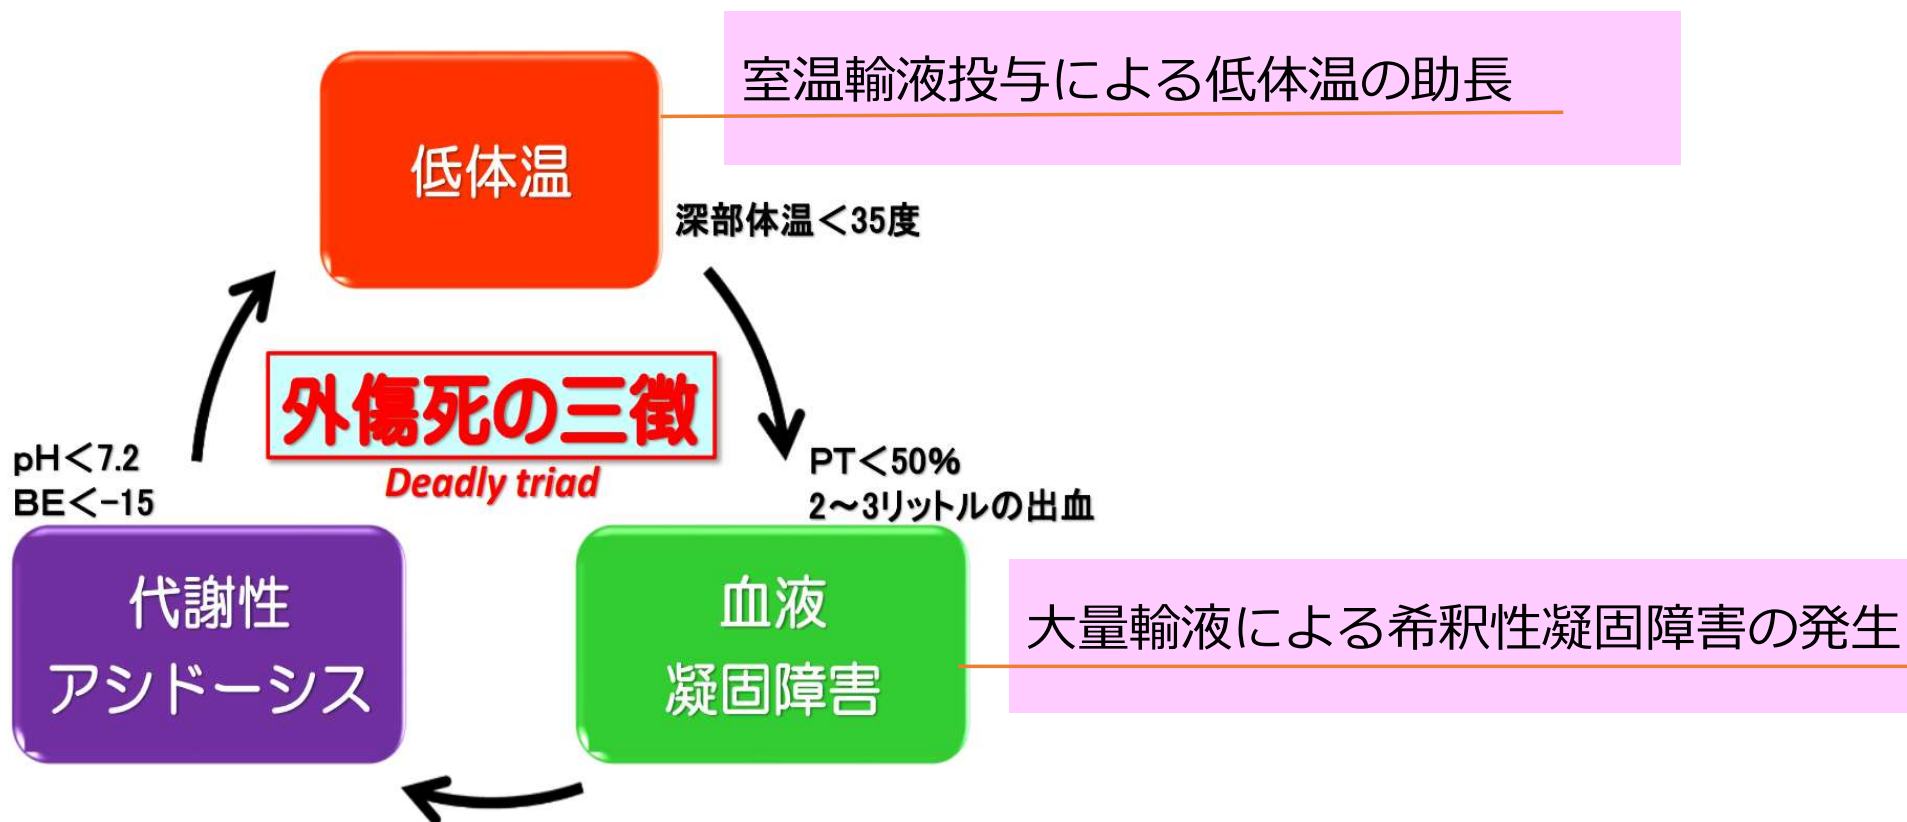 室温輸液投与による低体温の助長
低体温
深部体温<35度
外傷死の三徴
Deadly triad
pH<7.2
BE<-15
PT<50%
2~3リットルの出血
代謝性
アシドーシス
血液
凝固障害
大量輸液による希釈性凝固障害の発生